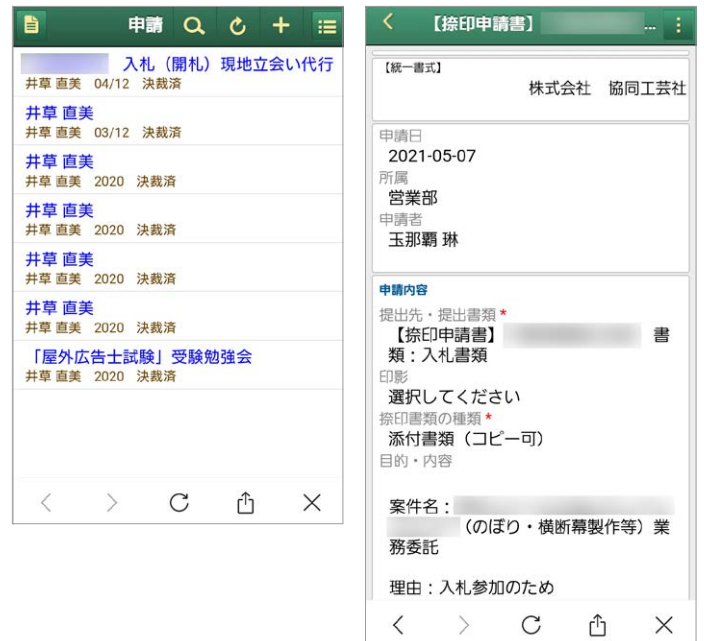 申請
入札（開札）現地立会い代行
井草 直美 04/12 決裁済
井草 直美
井草 直美 03/12 決裁済
井草 直美
井草 直美 2020 決裁済
井草 直美
井草 直美 2020 決裁済
井草 直美
井草 直美 2020 決裁済
井草 直美
井草 直美 2020 決裁済
「屋外広告士試験」受験勉強会
井草 直美 2020 決裁済
【捺印申請書】 ...
【統一書式】
株式会社 協同工芸社
申請日
2021-05-07
所属
営業部
申請者
玉那覇 琳
申請内容
提出先・提出書類*
【捺印申請書】 書
類：入札書類
印影
選択してください
捺印書類の種類*
添付書類（コピー可）
目的・内容
案件名：
（のぼり・横断幕製作等）業
務委託
理由：入札参加のため